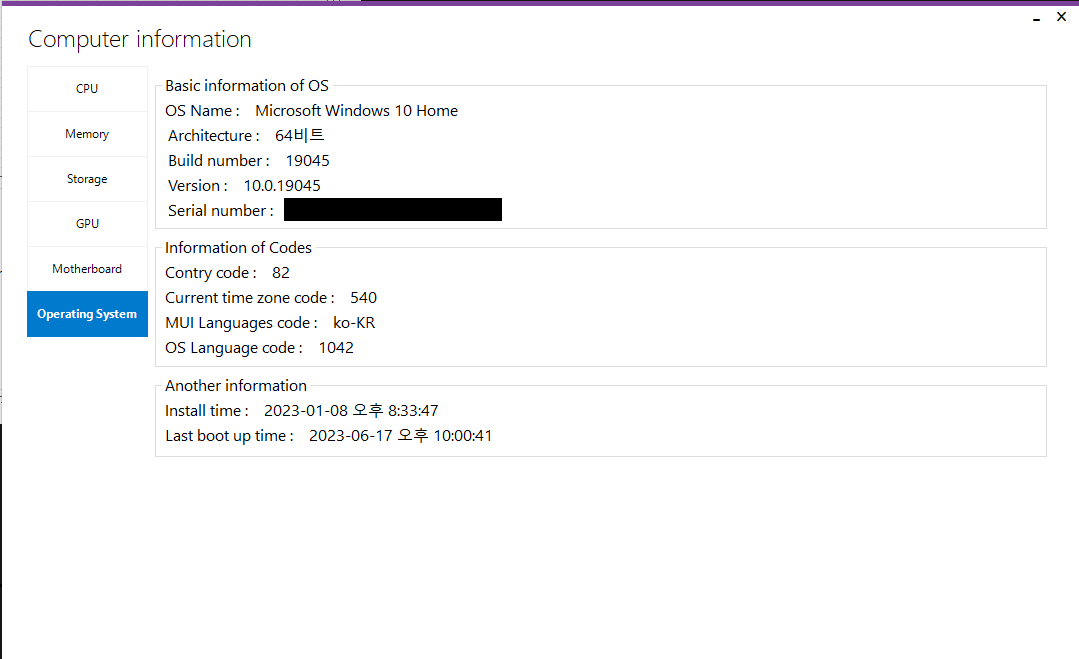 Computer information
CPU
Memory
Storage
GPU
Motherboard
Operating System
Basic information of OS
OS Name : Microsoft Windows 10 Home
Architecture : 64비트
Build number : 19045
Version : 10.0.19045
Serial number :
Information of Codes
Contry code : 82
Current time zone code : 540
MUI Languages code : ko-KR
OS Language code : 1042
Another information
Install time : 2023-01-08 오후 8:33:47
Last boot up time : 2023-06-17 오후 10:00:41